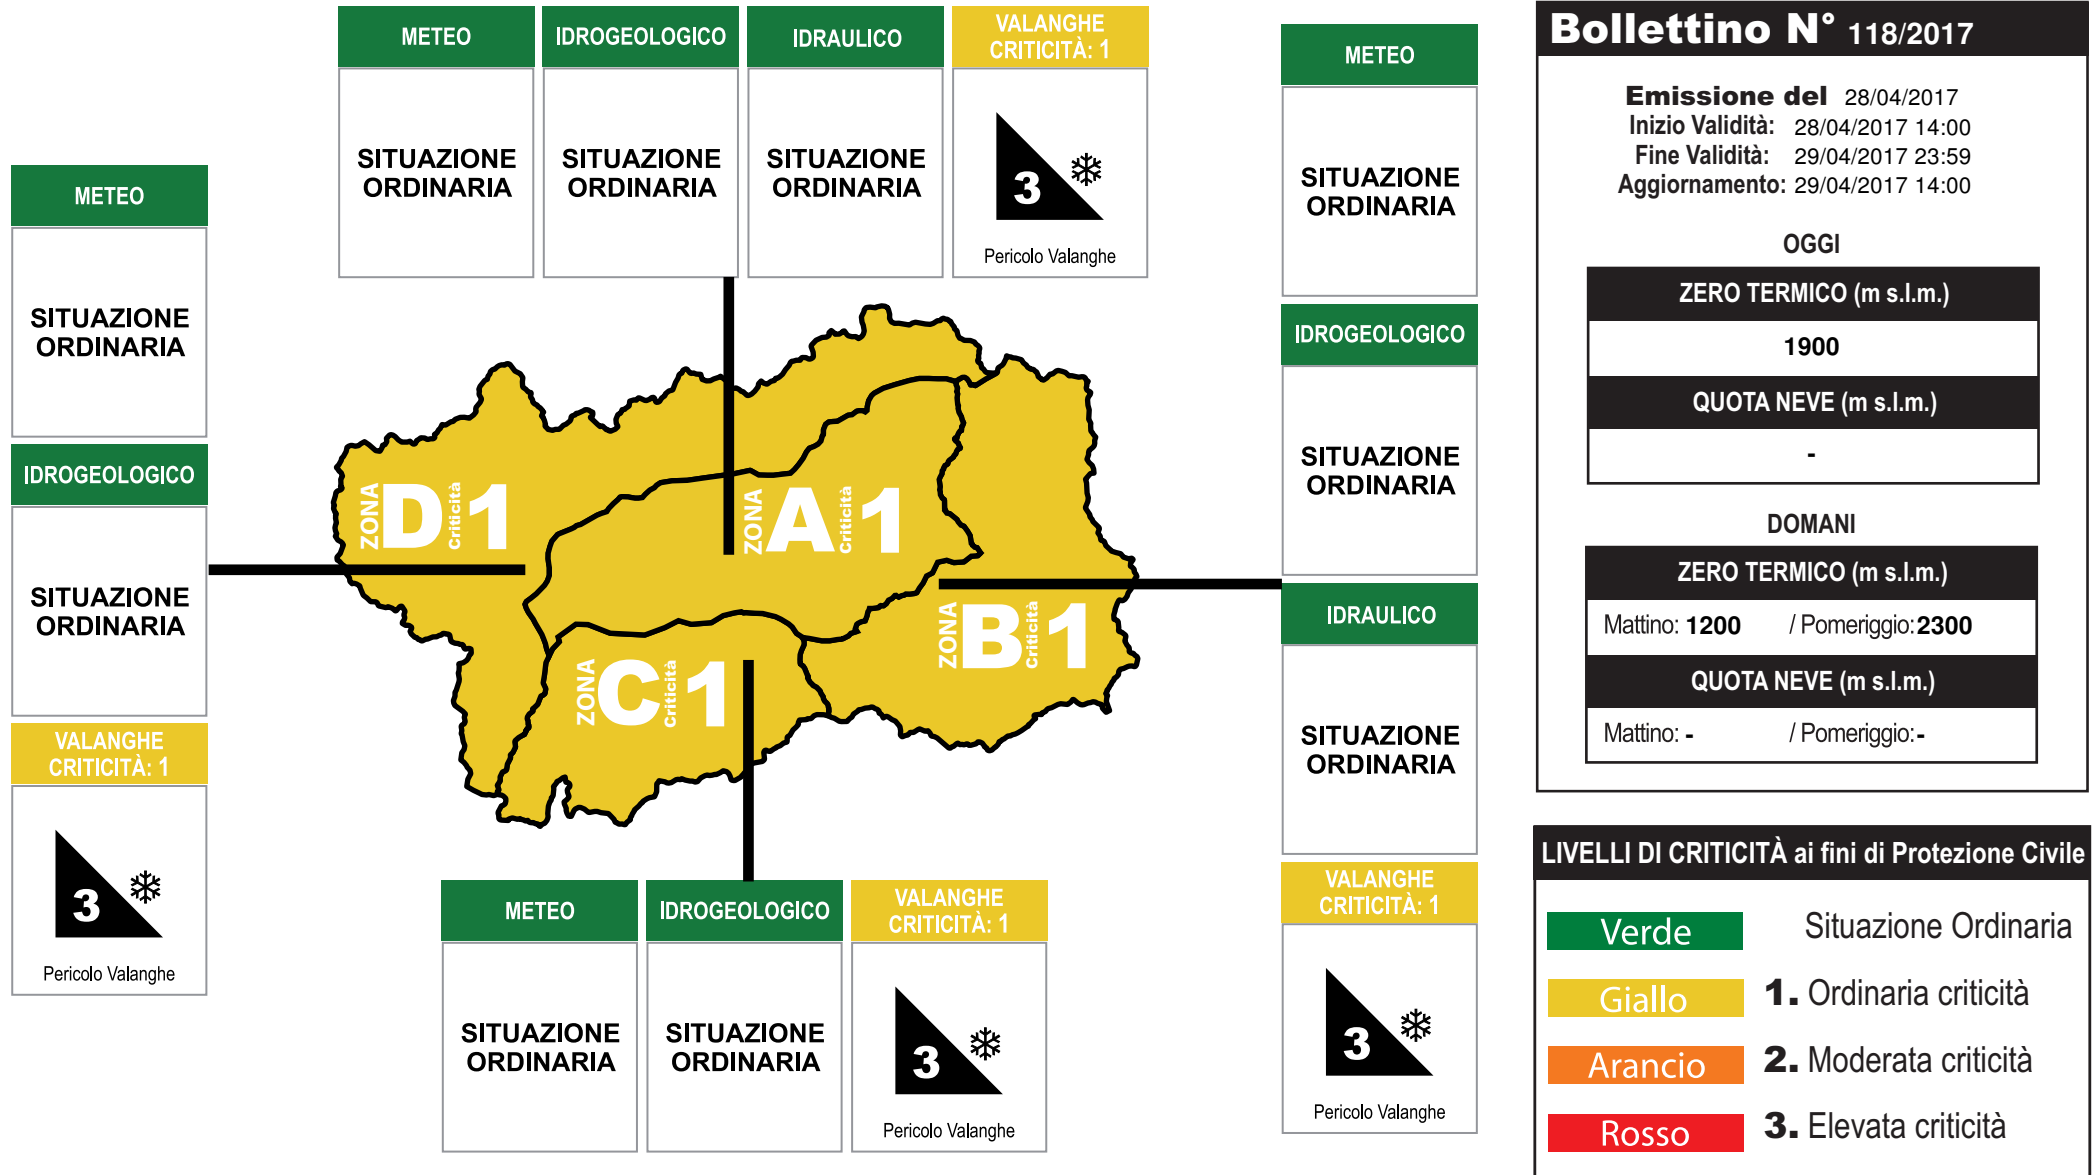 METEO
SITUAZIONE
ORDINARIA
IDROGEOLOGICO
SITUAZIONE
ORDINARIA
IDRAULICO
SITUAZIONE
ORDINARIA
VALANGHE
CRITICITÀ: 1
3
Pericolo Valanghe
METEO
SITUAZIONE
ORDINARIA
IDROGEOLOGICO
SITUAZIONE
ORDINARIA
VALANGHE
CRITICITÀ: 1
3
Pericolo Valanghe
ZONA D Criticità 1
ZONA A Criticità 1
ZONA B Criticità 1
ZONA C Criticità 1
METEO
SITUAZIONE
ORDINARIA
IDROGEOLOGICO
SITUAZIONE
ORDINARIA
VALANGHE
CRITICITÀ: 1
3
Pericolo Valanghe
METEO
SITUAZIONE
ORDINARIA
IDROGEOLOGICO
SITUAZIONE
ORDINARIA
IDRAULICO
SITUAZIONE
ORDINARIA
VALANGHE
CRITICITÀ: 1
3
Pericolo Valanghe
Bollettino N° 118/2017
Emissione del 28/04/2017
Inizio Validità: 28/04/2017 14:00
Fine Validità: 29/04/2017 23:59
Aggiornamento: 29/04/2017 14:00
OGGI
ZERO TERMICO (m s.l.m.)
1900
QUOTA NEVE (m s.l.m.)
-
DOMANI
ZERO TERMICO (m s.l.m.)
Mattino: 1200 / Pomeriggio: 2300
QUOTA NEVE (m s.l.m.)
Mattino: - / Pomeriggio: -
LIVELLI DI CRITICITÀ ai fini di Protezione Civile
Verde Situazione Ordinaria
Giallo 1. Ordinaria criticità
Arancio 2. Moderata criticità
Rosso 3. Elevata criticità